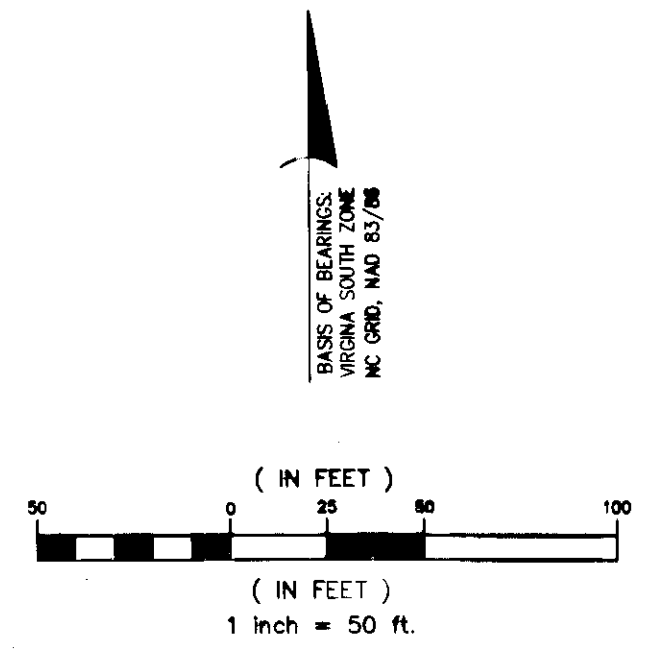 BASIS OF BEARINGS:
VIRGINA SOUTH ZONE
NC GRID, NAD 83/86
( IN FEET )
50 0 25 50 100
( IN FEET )
1 inch = 50 ft.